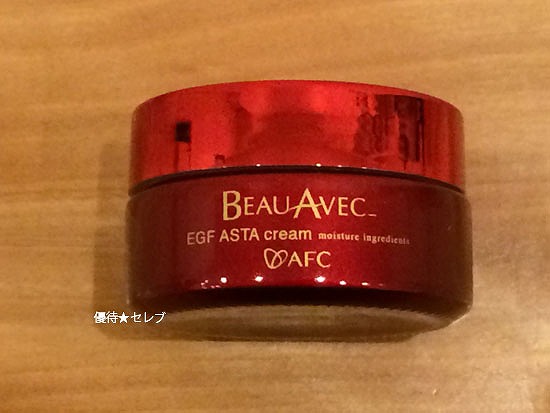 BEAUAVEC
EGF ASTA cream moisture ingredients
AFC
優待★セレブ